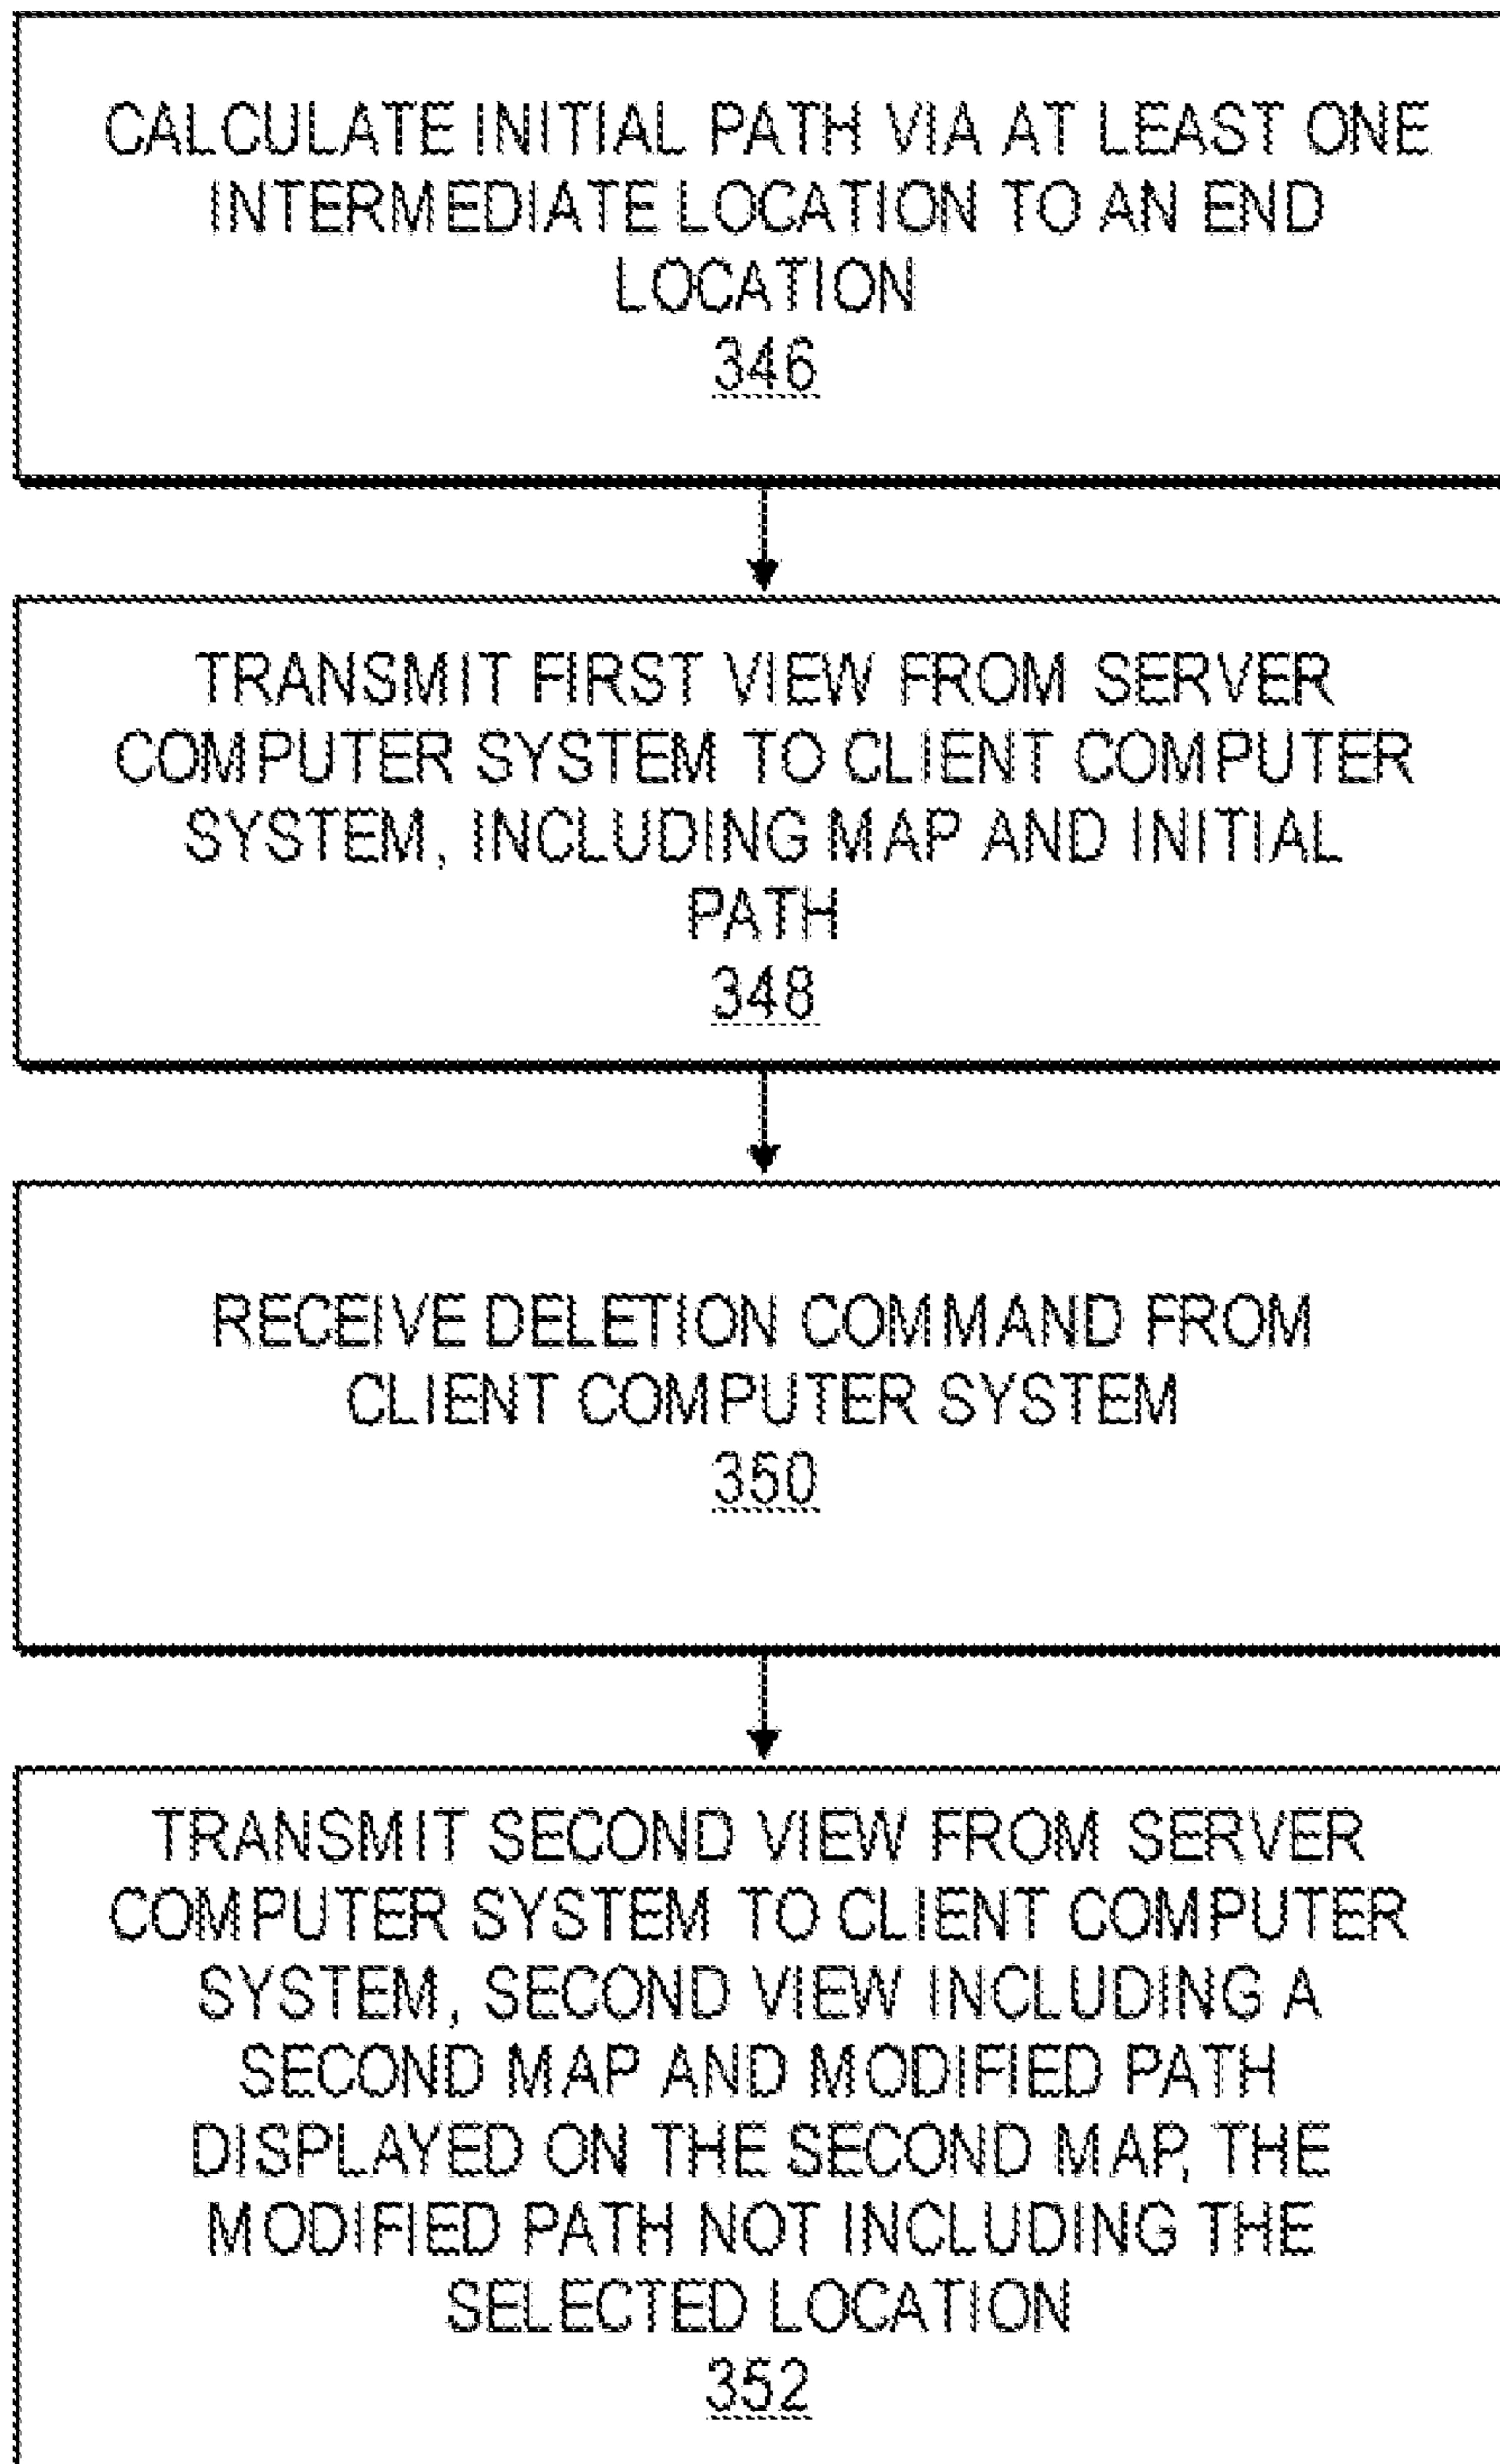 CALCULATE INITIAL PATH VIA AT LEAST ONE
INTERMEDIATE LOCATION TO AN END
LOCATION
346
TRANSMIT FIRST VIEW FROM SERVER
COMPUTER SYSTEM TO CLIENT COMPUTER
SYSTEM, INCLUDING MAP AND INITIAL
PATH
348
RECEIVE DELETION COMMAND FROM
CLIENT COMPUTER SYSTEM
350
TRANSMIT SECOND VIEW FROM SERVER
COMPUTER SYSTEM TO CLIENT COMPUTER
SYSTEM, SECOND VIEW INCLUDING A
SECOND MAP AND MODIFIED PATH
DISPLAYED ON THE SECOND MAP, THE
MODIFIED PATH NOT INCLUDING THE
SELECTED LOCATION
352